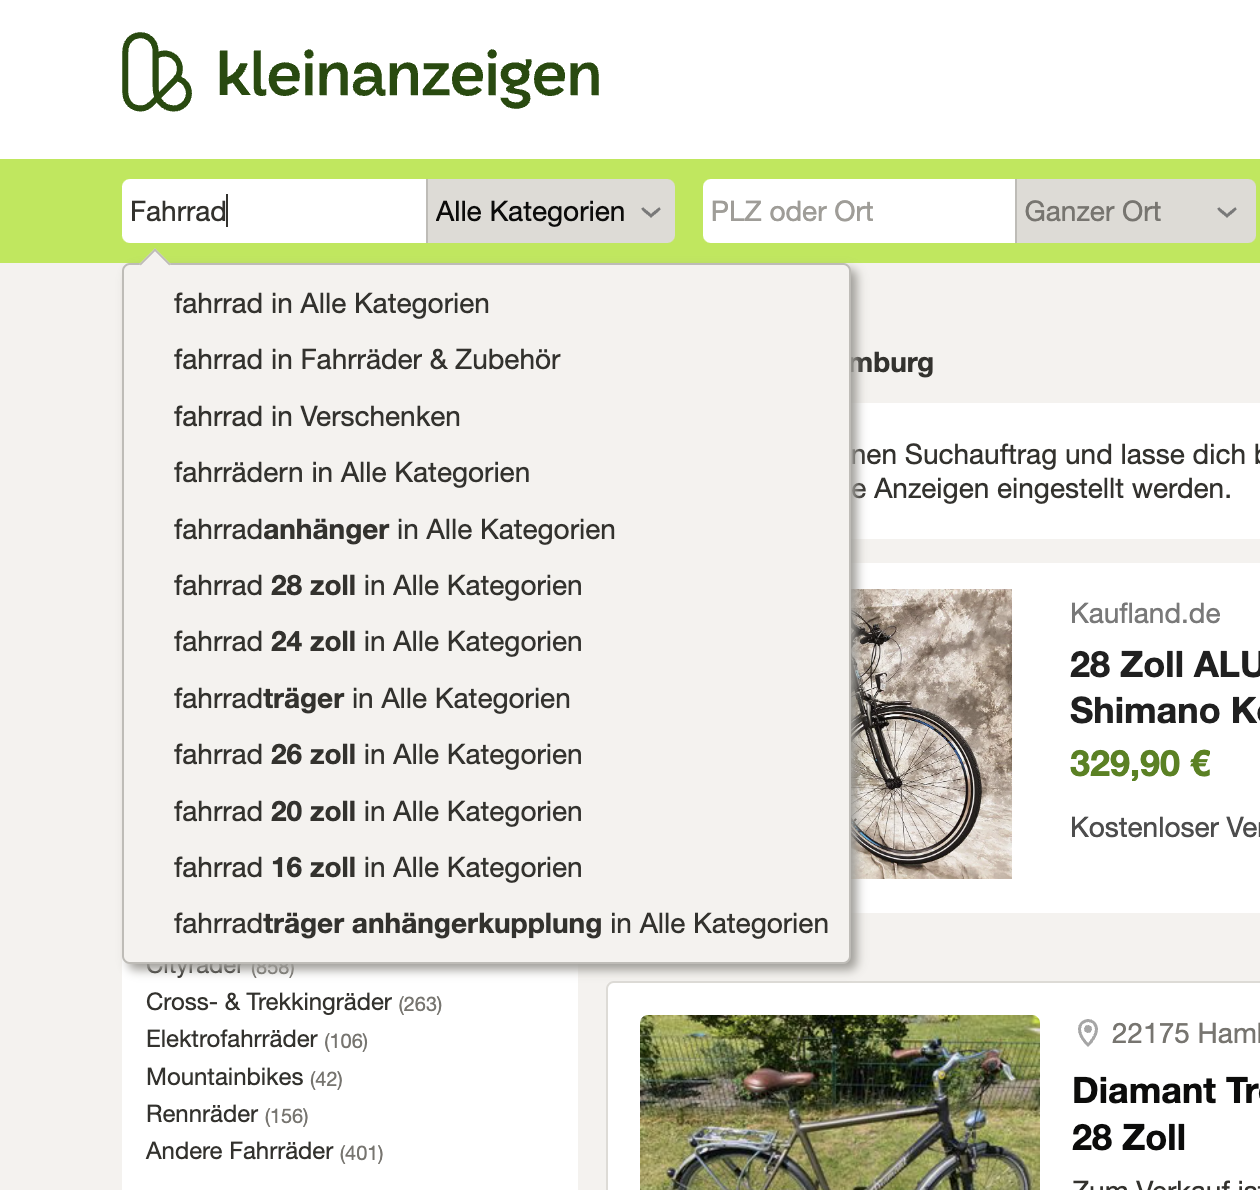 kleinanzeigen
Fahrrad
Alle Kategorien
PLZ oder Ort
Ganzer Ort
fahrrad in Alle Kategorien
fahrrad in Fahrräder & Zubehör
fahrrad in Verschenken
fahrrädern in Alle Kategorien
fahrradanhänger in Alle Kategorien
fahrrad 28 zoll in Alle Kategorien
fahrrad 24 zoll in Alle Kategorien
fahrradträger in Alle Kategorien
fahrrad 26 zoll in Alle Kategorien
fahrrad 20 zoll in Alle Kategorien
fahrrad 16 zoll in Alle Kategorien
fahrradträger anhängerkupplung in Alle Kategorien
mburg
nen Suchauftrag und lasse dich
e Anzeigen eingestellt werden.
Kaufland.de
28 Zoll ALU
Shimano
329,90 €
Kostenloser
Cityräder (858)
Cross- & Trekkingräder (263)
Elektrofahrräder (106)
Mountainbikes (42)
Rennräder (156)
Andere Fahrräder (401)
22175 Ham
Diamant Tr
28 Zoll
Zum Verkauf